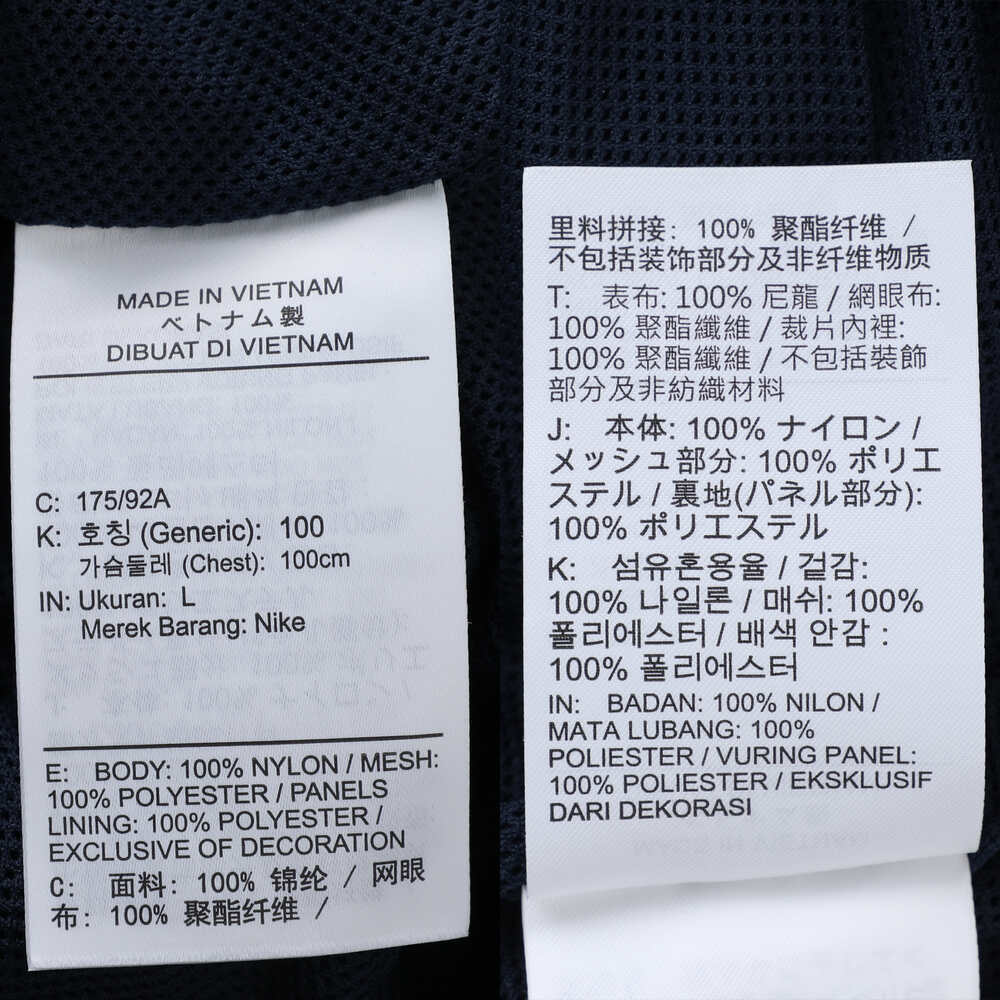 MADE IN VIETNAM
ベトナム製
DIBUAT DI VIETNAM
C: 175/92A
K: 호칭 (Generic): 100
가슴둘레 (Chest): 100cm
IN: Ukuran: L
Merek Barang: Nike
E: BODY: 100% NYLON / MESH:
100% POLYESTER / PANELS
LINING: 100% POLYESTER /
EXCLUSIVE OF DECORATION
C: 面料: 100% 锦纶 / 网眼
布: 100% 聚酯纤维 /
里料拼接: 100% 聚酯纤维 /
不包括装饰部分及非纤维物质
T: 表布: 100% 尼龍 / 網眼布:
100% 聚酯纖維 / 裁片內裡:
100% 聚酯纖維 / 不包括裝飾
部分及非紡織材料
J: 本体: 100% ナイロン /
メッシュ部分: 100% ポリエ
ステル / 裏地(パネル部分):
100% ポリエステル
K: 섬유혼용율 / 겉감:
100% 나일론 / 매쉬: 100%
폴리에스터 / 배색 안감 :
100% 폴리에스터
IN: BADAN: 100% NILON /
MATA LUBANG: 100%
POLIESTER / VURING PANEL:
100% POLIESTER / EKSKLUSIF
DARI DEKORASI